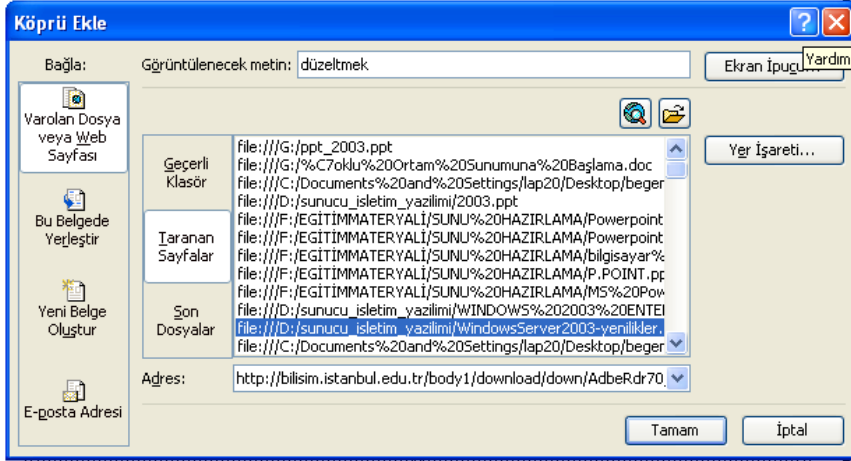 Köprü Ekle
Bağla:
Görüntülenecek metin: düzeltmek
Ekran İpucu...
Yardım
Varolan Dosya
veya Web
Sayfası
Bu Belgede
Yerleştir
Yeni Belge
Oluştur
E-posta Adresi
Geçerli
Klasör
Taranan
Sayfalar
Son
Dosyalar
file:///G:/ppt_2003.ppt
file:///G:/%C7oklu%20Ortam%20Sunumuna%20Başlama.doc
file:///C:/Documents%20and%20Settings/lap20/Desktop/beger
file:///D:/sunucu_isletim_yazilimi/2003.ppt
file:///F:/EGİTİMMATERYALİ/SUNU%20HAZIRLAMA/Powerpoint
file:///F:/EGİTİMMATERYALİ/SUNU%20HAZIRLAMA/Powerpoint
file:///F:/EGİTİMMATERYALİ/SUNU%20HAZIRLAMA/bilgisayar%
file:///F:/EGİTİMMATERYALİ/SUNU%20HAZIRLAMA/P.POINT.pp
file:///F:/EGİTİMMATERYALİ/SUNU%20HAZIRLAMA/MS%20Pow
file:///D:/sunucu_isletim_yazilimi/WINDOWS%202003%20ENTE
file:///D:/sunucu_isletim_yazilimi/WindowsServer2003-yenilikler.
file:///C:/Documents%20and%20Settings/lap20/Desktop/beger
Yer İşareti...
Adres: http://bilisim.istanbul.edu.tr/body1/download/down/AdbeRdr70_
Tamam
İptal